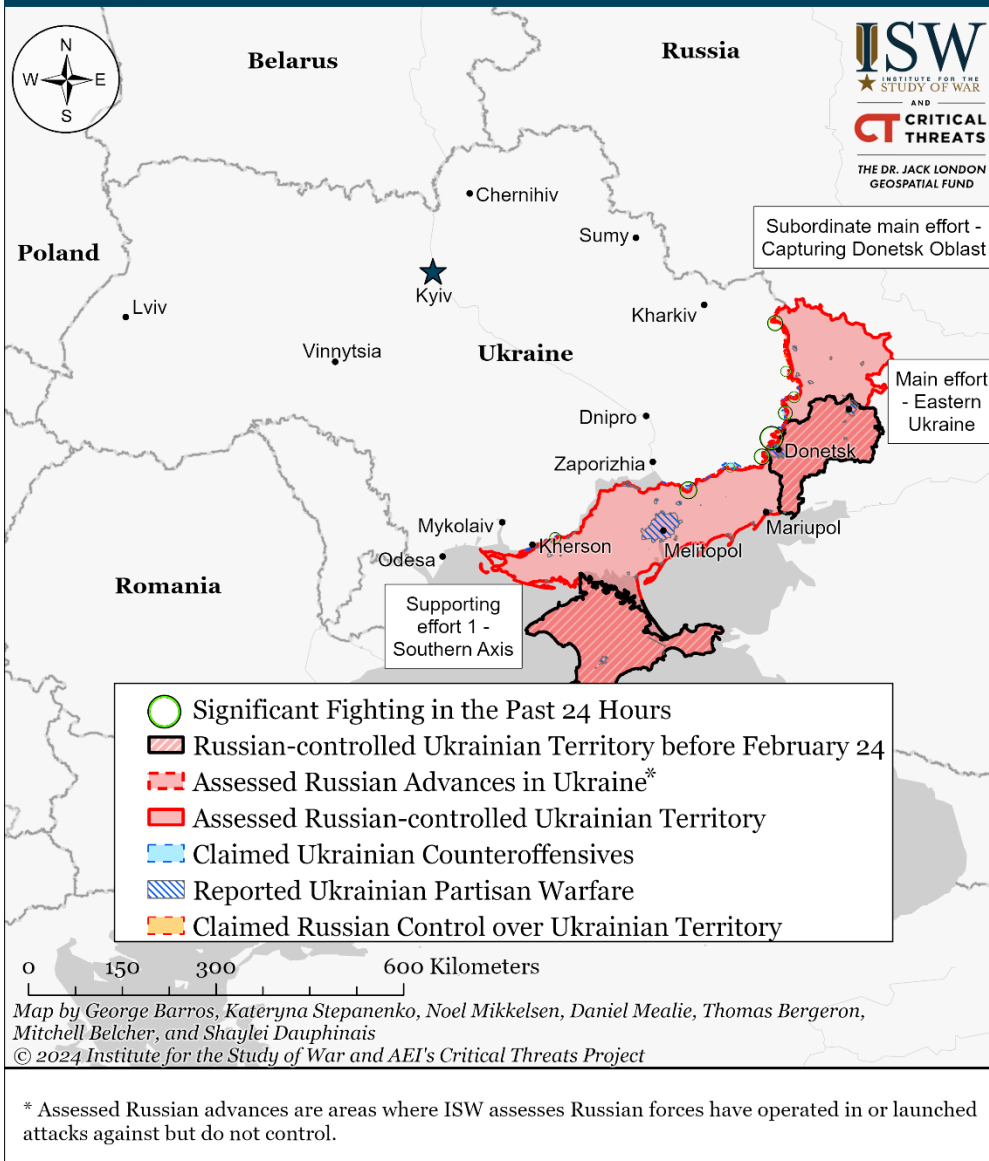 N
W E
S
Belarus
Russia
ISW
INSTITUTE FOR THE
STUDY OF WAR
AND
CT CRITICAL
THREATS
THE DR. JACK LONDON
GEOSPATIAL FUND
Chernihiv
Subordinate main effort -
Capturing Donetsk Oblast
Sumy
Poland
Kyiv
Lviv
Kharkiv
Vinnytsia
Ukraine
Main effort
- Eastern
Ukraine
Dnipro
Donetsk
Zaporizhia
Mykolaiv
Mariupol
Kherson
Melitopol
Odesa
Romania
Supporting
effort 1 -
Southern Axis
Significant Fighting in the Past 24 Hours
Russian-controlled Ukrainian Territory before February 24
Assessed Russian Advances in Ukraine*
Assessed Russian-controlled Ukrainian Territory
Claimed Ukrainian Counteroffensives
Reported Ukrainian Partisan Warfare
Claimed Russian Control over Ukrainian Territory
0 150 300 600 Kilometers
Map by George Barros, Kateryna Stepanenko, Noel Mikkelsen, Daniel Mealie, Thomas Bergeron,
Mitchell Belcher, and Shaylei Dauphinais
© 2024 Institute for the Study of War and AEI's Critical Threats Project
* Assessed Russian advances are areas where ISW assesses Russian forces have operated in or launched
attacks against but do not control.